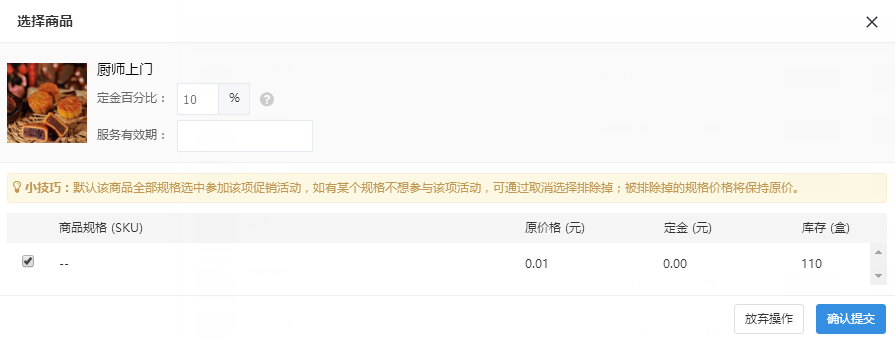 选择商品
厨师上门
定金百分比： 10 %
服务有效期：
小技巧：默认该商品全部规格选中参加该项促销活动，如有某个规格不想参与该项活动，可通过取消选择排除掉；被排除掉的规格价格将保持原价。
商品规格 (SKU) 原价格 (元) 定金 (元) 库存 (盒)
-- 0.01 0.00 110
放弃操作 确认提交